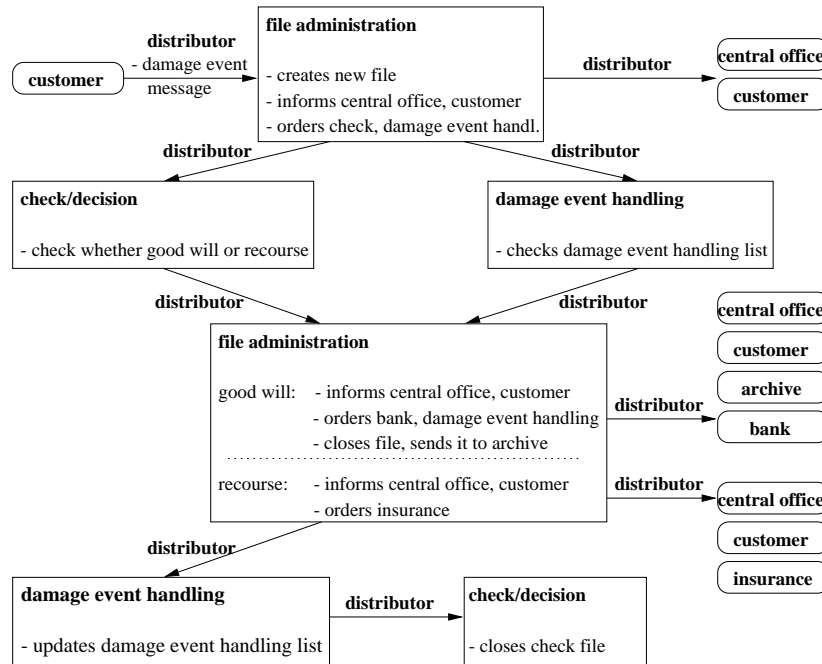 file administration
distributor
- damage event
message
customer
- creates new file
- informs central office, customer
- orders check, damage event handl.
distributor
central office
customer
distributor
distributor
check/decision
- check whether good will or recourse
damage event handling
- checks damage event handling list
distributor
distributor
file administration
good will: - informs central office, customer
- orders bank, damage event handling
- closes file, sends it to archive
recourse: - informs central office, customer
- orders insurance
distributor
central office
customer
archive
bank
distributor
central office
customer
insurance
distributor
damage event handling
- updates damage event handling list
distributor
check/decision
- closes check file